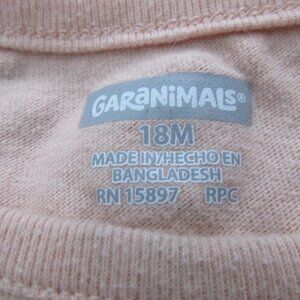 GARANIMALS®
18M
MADE IN/HECHO EN
BANGLADESH
RN 15897 RPC